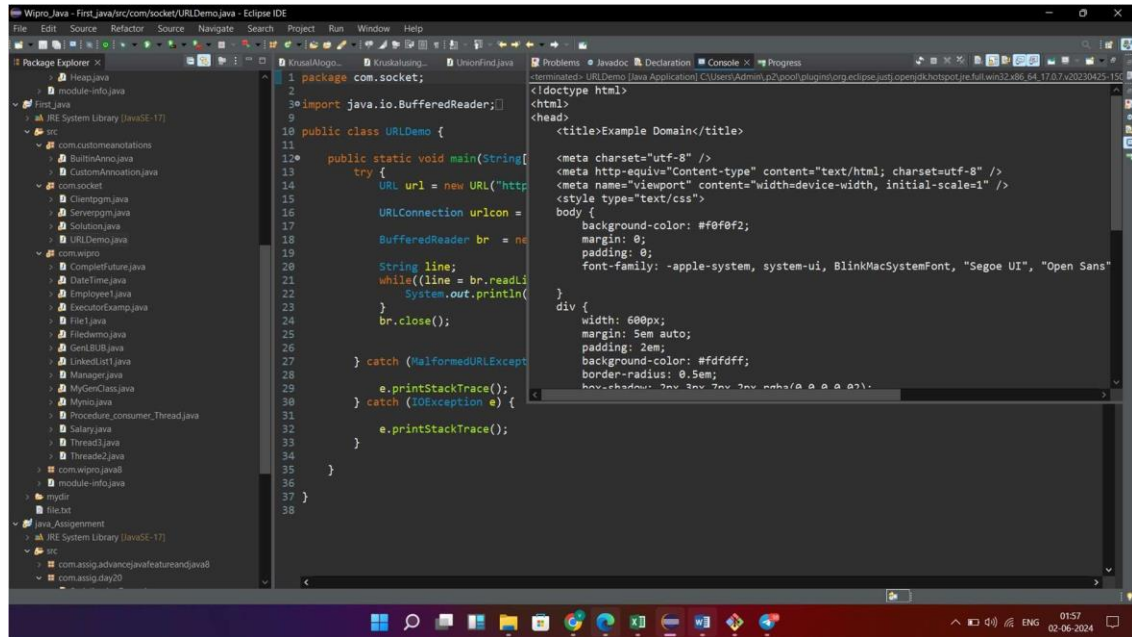 Wipro_Java - First_java/src/com/socket/URLDemo.java - Eclipse IDE
File Edit Source Refactor Source Navigate Search Project Run Window Help
Package Explorer
Heap.java
module-info.java
First_java
JRE System Library [JavaSE-17]
src
com.customeanotations
BuiltinAnno.java
CustomAnnoation.java
com.socket
Clientpgm.java
Serverpgm.java
Solution.java
URLDemo.java
com.wipro
CompletFuture.java
DateTime.java
Employee1.java
ExecutorExamp.java
File1.java
Filedwmo.java
GenLBUB.java
LinkedList1.java
Manager.java
MyGenClass.java
Mynio.java
Procedure_consumer_Thread.java
Salary.java
Thread3.java
Threade2.java
com.wipro.java8
module-info.java
mydir
file.txt
java_Assigenment
JRE System Library [JavaSE-17]
src
com.assig.advancejavafeatureandjava8
com.assig.day20
KrusalAlogo... Kruskalusing... UnionFind.java
1 package com.socket;
2
3 import java.io.BufferedReader;
9
10 public class URLDemo {
11
12 public static void main(String[
13 try {
14 URL url = new URL("http
15
16 URLConnection urlcon =
17
18 BufferedReader br = ne
19
20 String line;
21 while((line = br.readLi
22 System.out.println(
23 }
24 br.close();
25
26
27 } catch (MalformedURLExcept
28
29 e.printStackTrace();
30 } catch (IOException e) {
31
32 e.printStackTrace();
33 }
34
35 }
36
37 }
38
Problems Javadoc Declaration Console Progress
<terminated> URLDemo [Java Application] C:\Users\Admin\.p2\pool\plugins\org.eclipse.justj.openjdk.hotspot.jre.full.win32.x86_64_17.0.7.v20230425-150
<!doctype html>
<html>
<head>
<title>Example Domain</title>
<meta charset="utf-8" />
<meta http-equiv="Content-type" content="text/html; charset=utf-8" />
<meta name="viewport" content="width=device-width, initial-scale=1" />
<style type="text/css">
body {
background-color: #f0f0f2;
margin: 0;
padding: 0;
font-family: -apple-system, system-ui, BlinkMacSystemFont, "Segoe UI", "Open Sans"
}
div {
width: 600px;
margin: 5em auto;
padding: 2em;
background-color: #fdfdff;
border-radius: 0.5em;
box-shadow: 2px 3px 7px 2px rgba(0,0,0,0.02);
ENG
01:57
02-06-2024